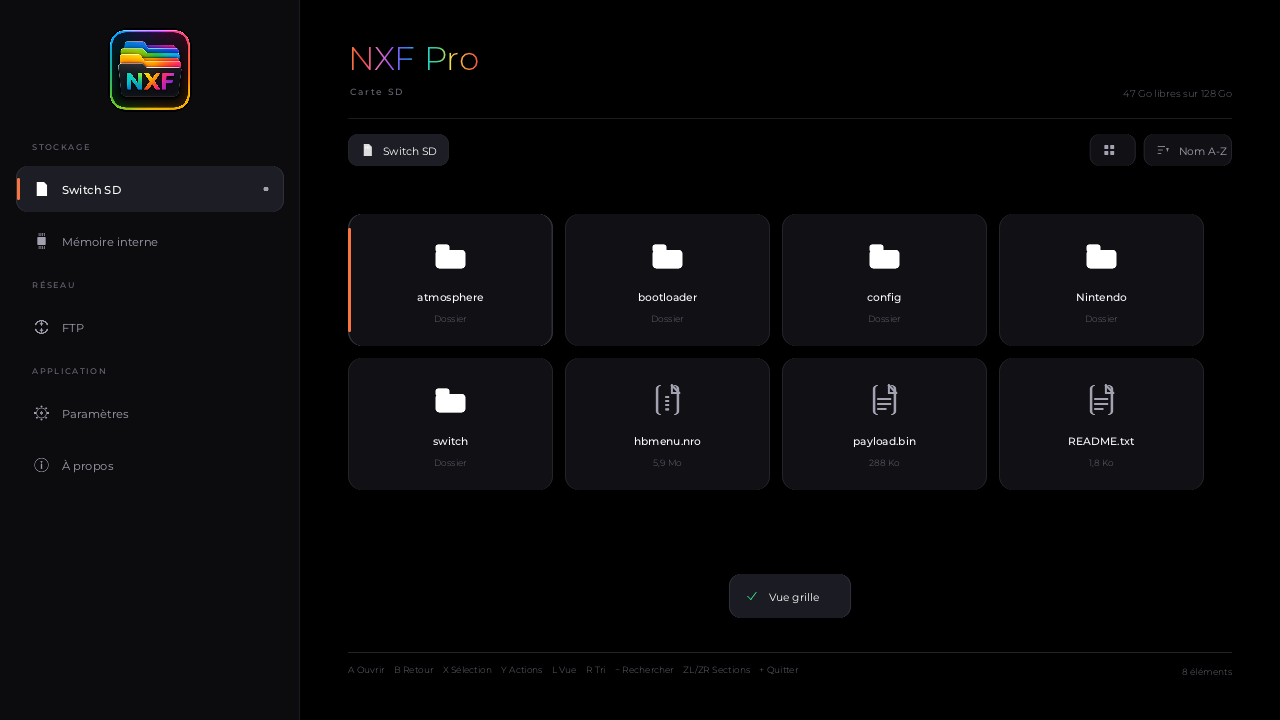 NXF
STOCKAGE
Switch SD
Mémoire interne
RÉSEAU
FTP
APPLICATION
Paramètres
À propos
NXF Pro
Carte SD
47 Go libres sur 128 Go
Switch SD
Nom A-Z
atmosphere
Dossier
bootloader
Dossier
config
Dossier
Nintendo
Dossier
switch
Dossier
hbmenu.nro
5,9 Mo
payload.bin
288 Ko
README.txt
1,8 Ko
Vue grille
A Ouvrir B Retour X Sélection Y Actions L Vue R Tri - Rechercher ZL/ZR Sections + Quitter
8 éléments